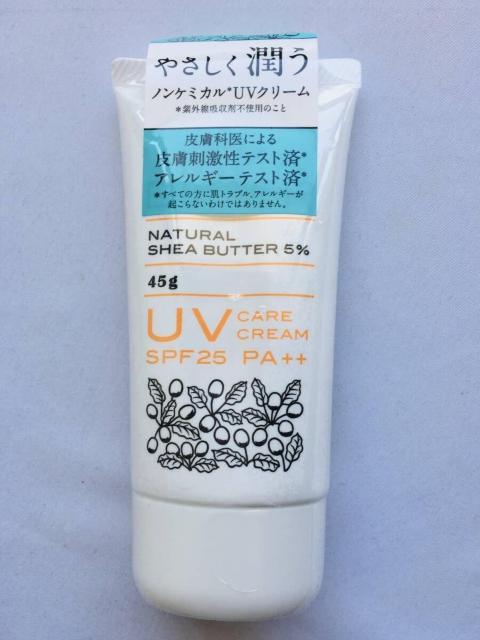 やさしく潤う
ノンケミカル*UVクリーム
*紫外線吸収剤不使用のこと
皮膚科医による
皮膚刺激性テスト済*
アレルギーテスト済*
*すべての方に肌トラブル、アレルギーが
起こらないわけではありません。
NATURAL
SHEA BUTTER 5%
45g
UV CARE
CREAM
SPF25 PA++